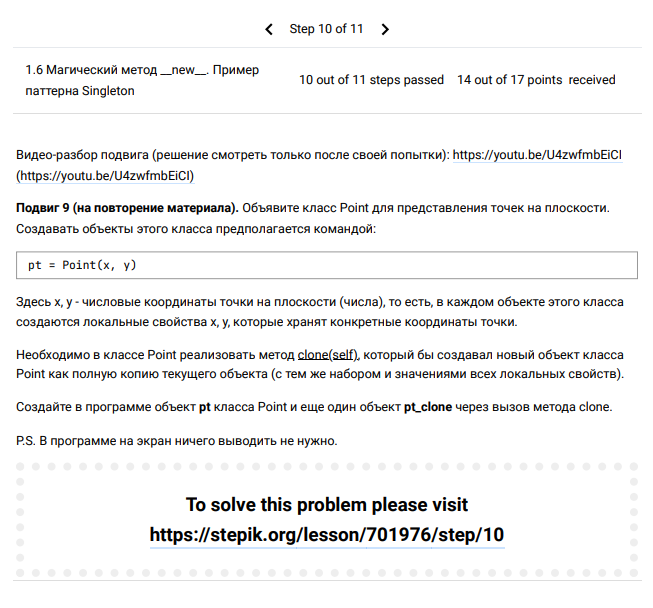 Step 10 of 11
1.6 Магический метод __new__. Пример
паттерна Singleton
10 out of 11 steps passed
14 out of 17 points received
Видео-разбор подвига (решение смотреть только после своей попытки): https://youtu.be/U4zwfmbEiCI
(https://youtu.be/U4zwfmbEiCI)
Подвиг 9 (на повторение материала). Объявите класс Point для представления точек на плоскости.
Создавать объекты этого класса предполагается командой:
pt = Point(x, y)
Здесь x, y - числовые координаты точки на плоскости (числа), то есть, в каждом объекте этого класса
создаются локальные свойства x, y, которые хранят конкретные координаты точки.
Необходимо в классе Point реализовать метод clone(self), который бы создавал новый объект класса
Point как полную копию текущего объекта (с тем же набором и значениями всех локальных свойств).
Создайте в программе объект pt класса Point и еще один объект pt_clone через вызов метода clone.
P.S. В программе на экран ничего выводить не нужно.
To solve this problem please visit
https://stepik.org/lesson/701976/step/10